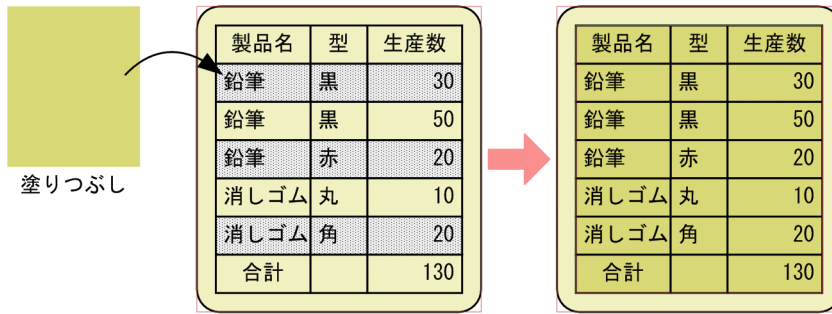 塗りつぶし
製品名 型 生産数
鉛筆 黒 30
鉛筆 黒 50
鉛筆 赤 20
消しゴム 丸 10
消しゴム 角 20
合計 130
製品名 型 生産数
鉛筆 黒 30
鉛筆 黒 50
鉛筆 赤 20
消しゴム 丸 10
消しゴム 角 20
合計 130